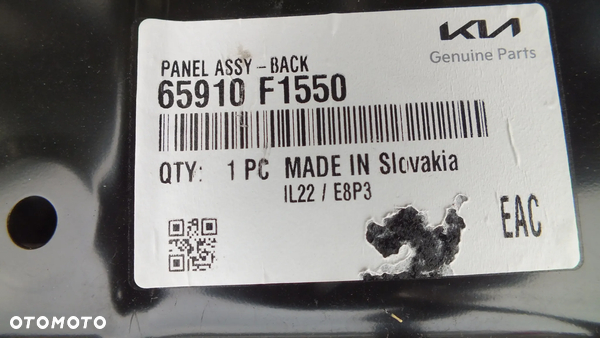 KIA
Genuine Parts
PANEL ASSY - BACK
65910 F1550
QTY: 1 PC MADE IN Slovakia
IL22 / E8P3
EAC
OTOMOTO